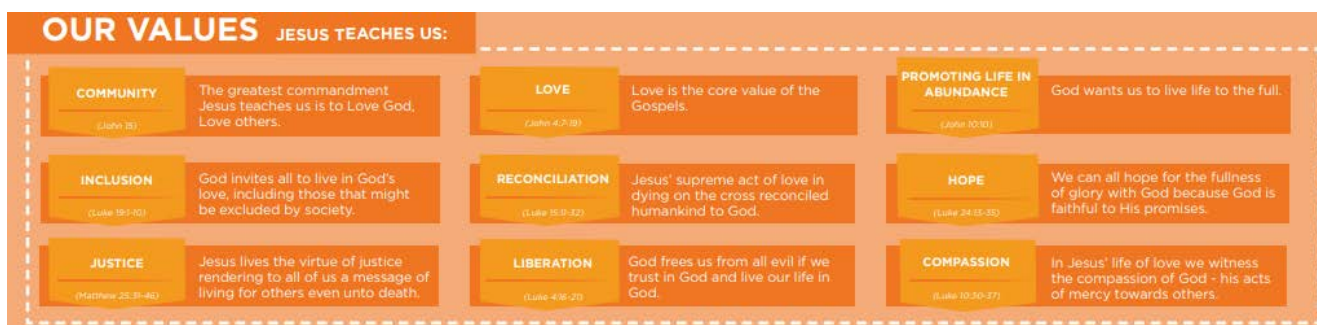 OUR VALUES JESUS TEACHES US:
COMMUNITY
(John 15)
The greatest commandment
Jesus teaches us is to Love God,
Love others.
LOVE
(John 4:7-19)
Love is the core value of the
Gospels.
PROMOTING LIFE IN
ABUNDANCE
(John 10:10)
God wants us to live life to the full.
INCLUSION
(Luke 19:1-10)
God invites all to live in God's
love, including those that might
be excluded by society.
RECONCILIATION
(Luke 15:11-32)
Jesus' supreme act of love in
dying on the cross reconciled
humankind to God.
HOPE
(Luke 24:13-35)
We can all hope for the fullness
of glory with God because God is
faithful to His promises.
JUSTICE
(Matthew 25:31-46)
Jesus lives the virtue of justice
rendering to all of us a message of
living for others even unto death.
LIBERATION
(Luke 4:16-21)
God frees us from all evil if we
trust in God and live our life in
God.
COMPASSION
(Luke 10:30-37)
In Jesus' life of love we witness
the compassion of God - his acts
of mercy towards others.